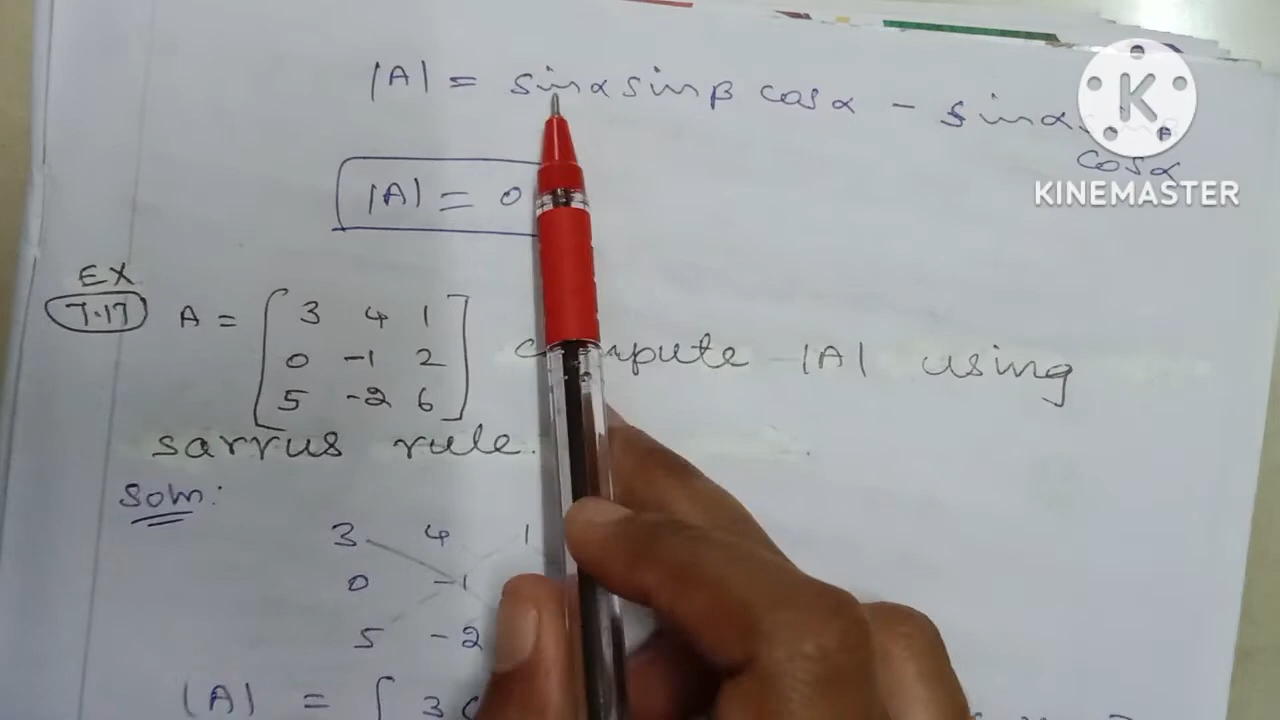 |A| = sinα sinβ cosα - sinα
cosα
K
KINEMASTER
|A| = 0
EX
7.17 A = [ 3 4 1
0 -1 2
5 -2 6 ] compute |A| using
sarrus rule.
Soln:
3 4 1
0 -1
5 -2
|A| = [ 3(